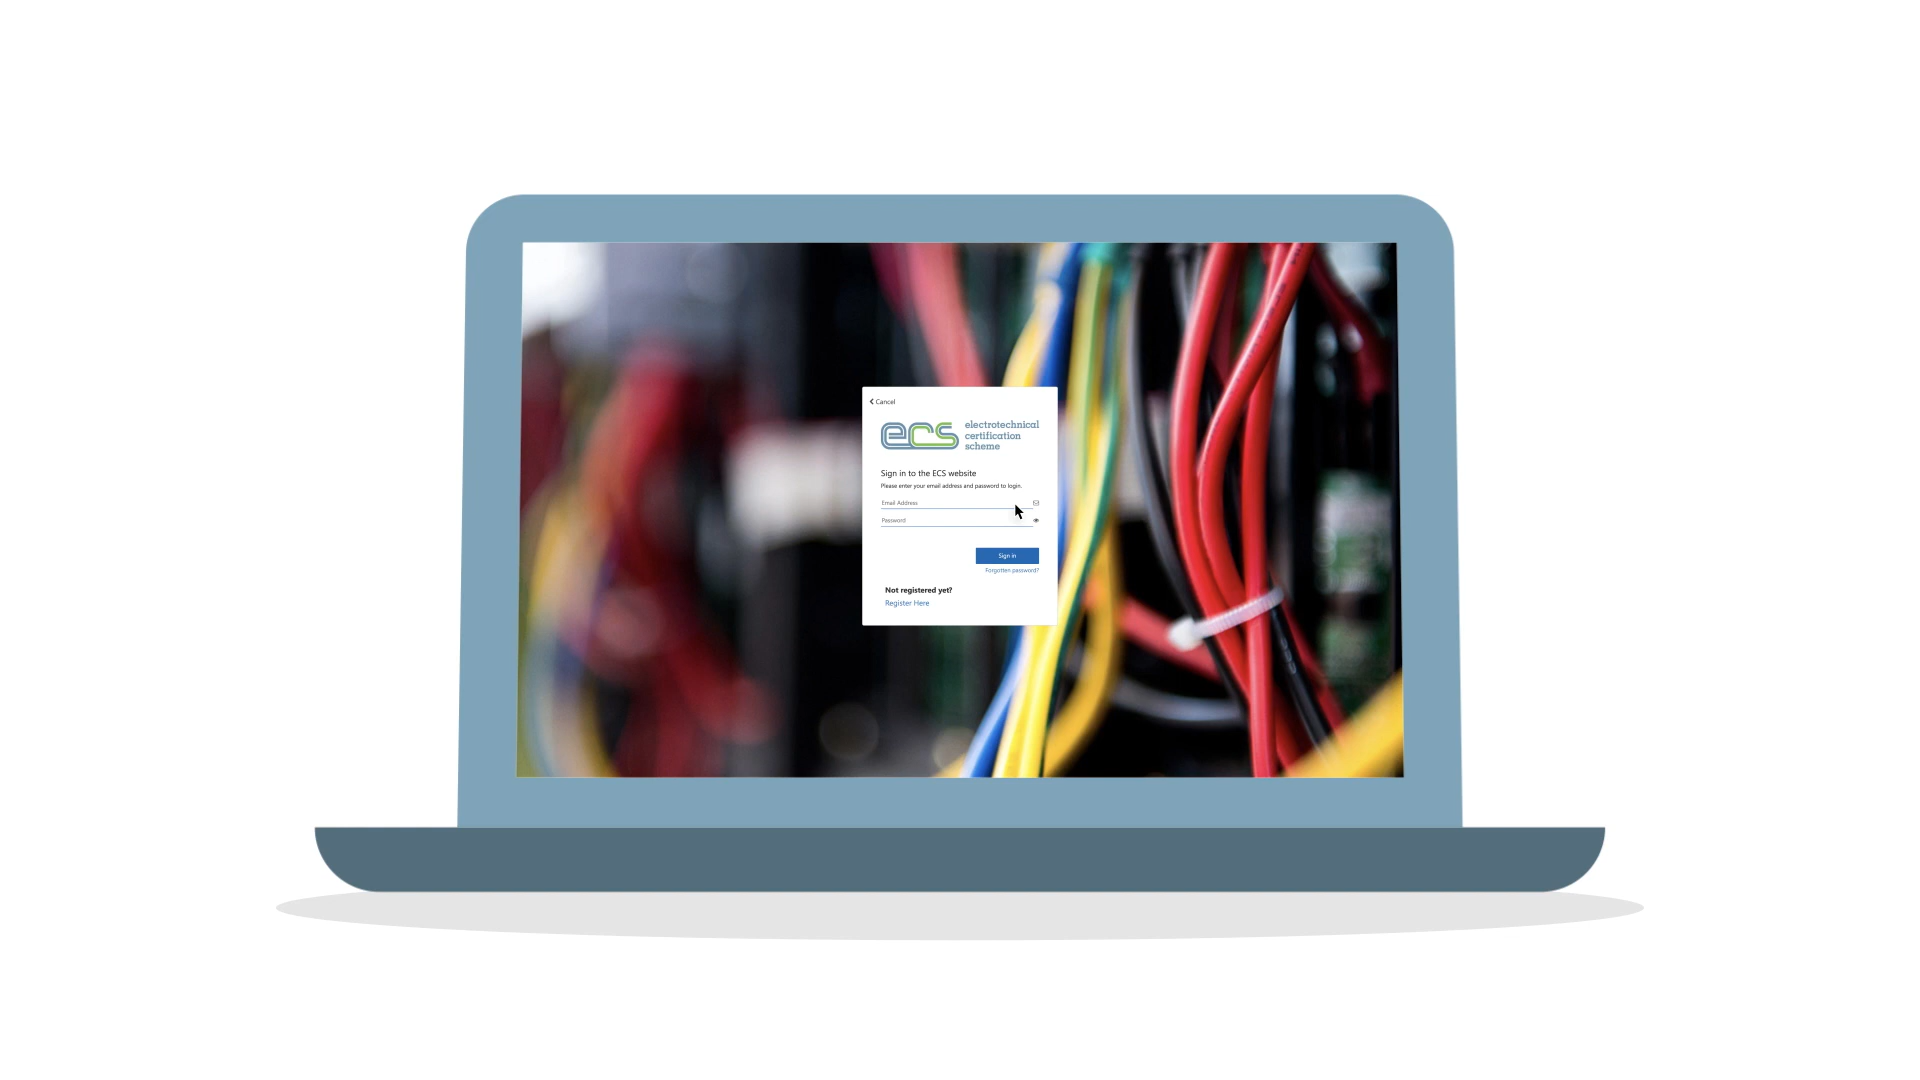 Cancel
ecs
electrotechnical
certification
scheme
Sign in to the ECS website
Please enter your email address and password to login.
Email Address
Password
Sign in
Forgotten password?
Not registered yet?
Register Here